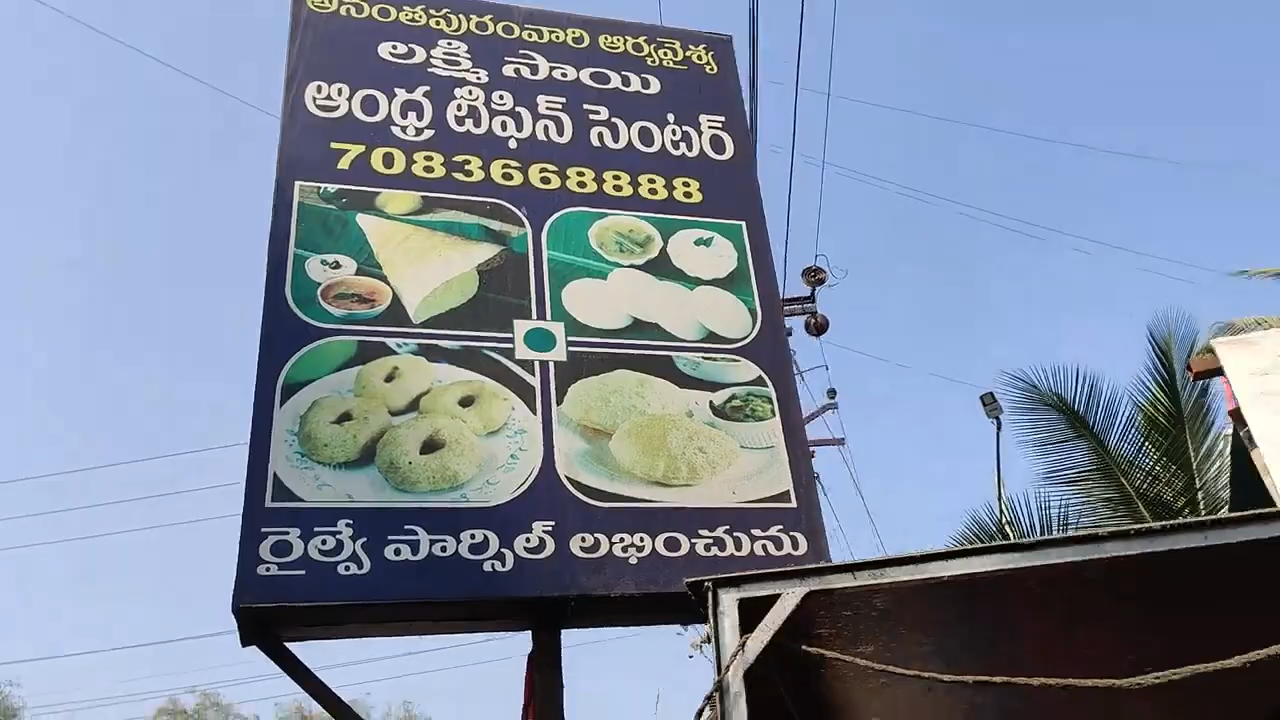 అనంతపురంవారి ఆర్యవైశ్య
లక్ష్మి సాయి
ఆంధ్ర టిఫిన్ సెంటర్
7083668888
రైల్వే పార్సిల్ లభించును